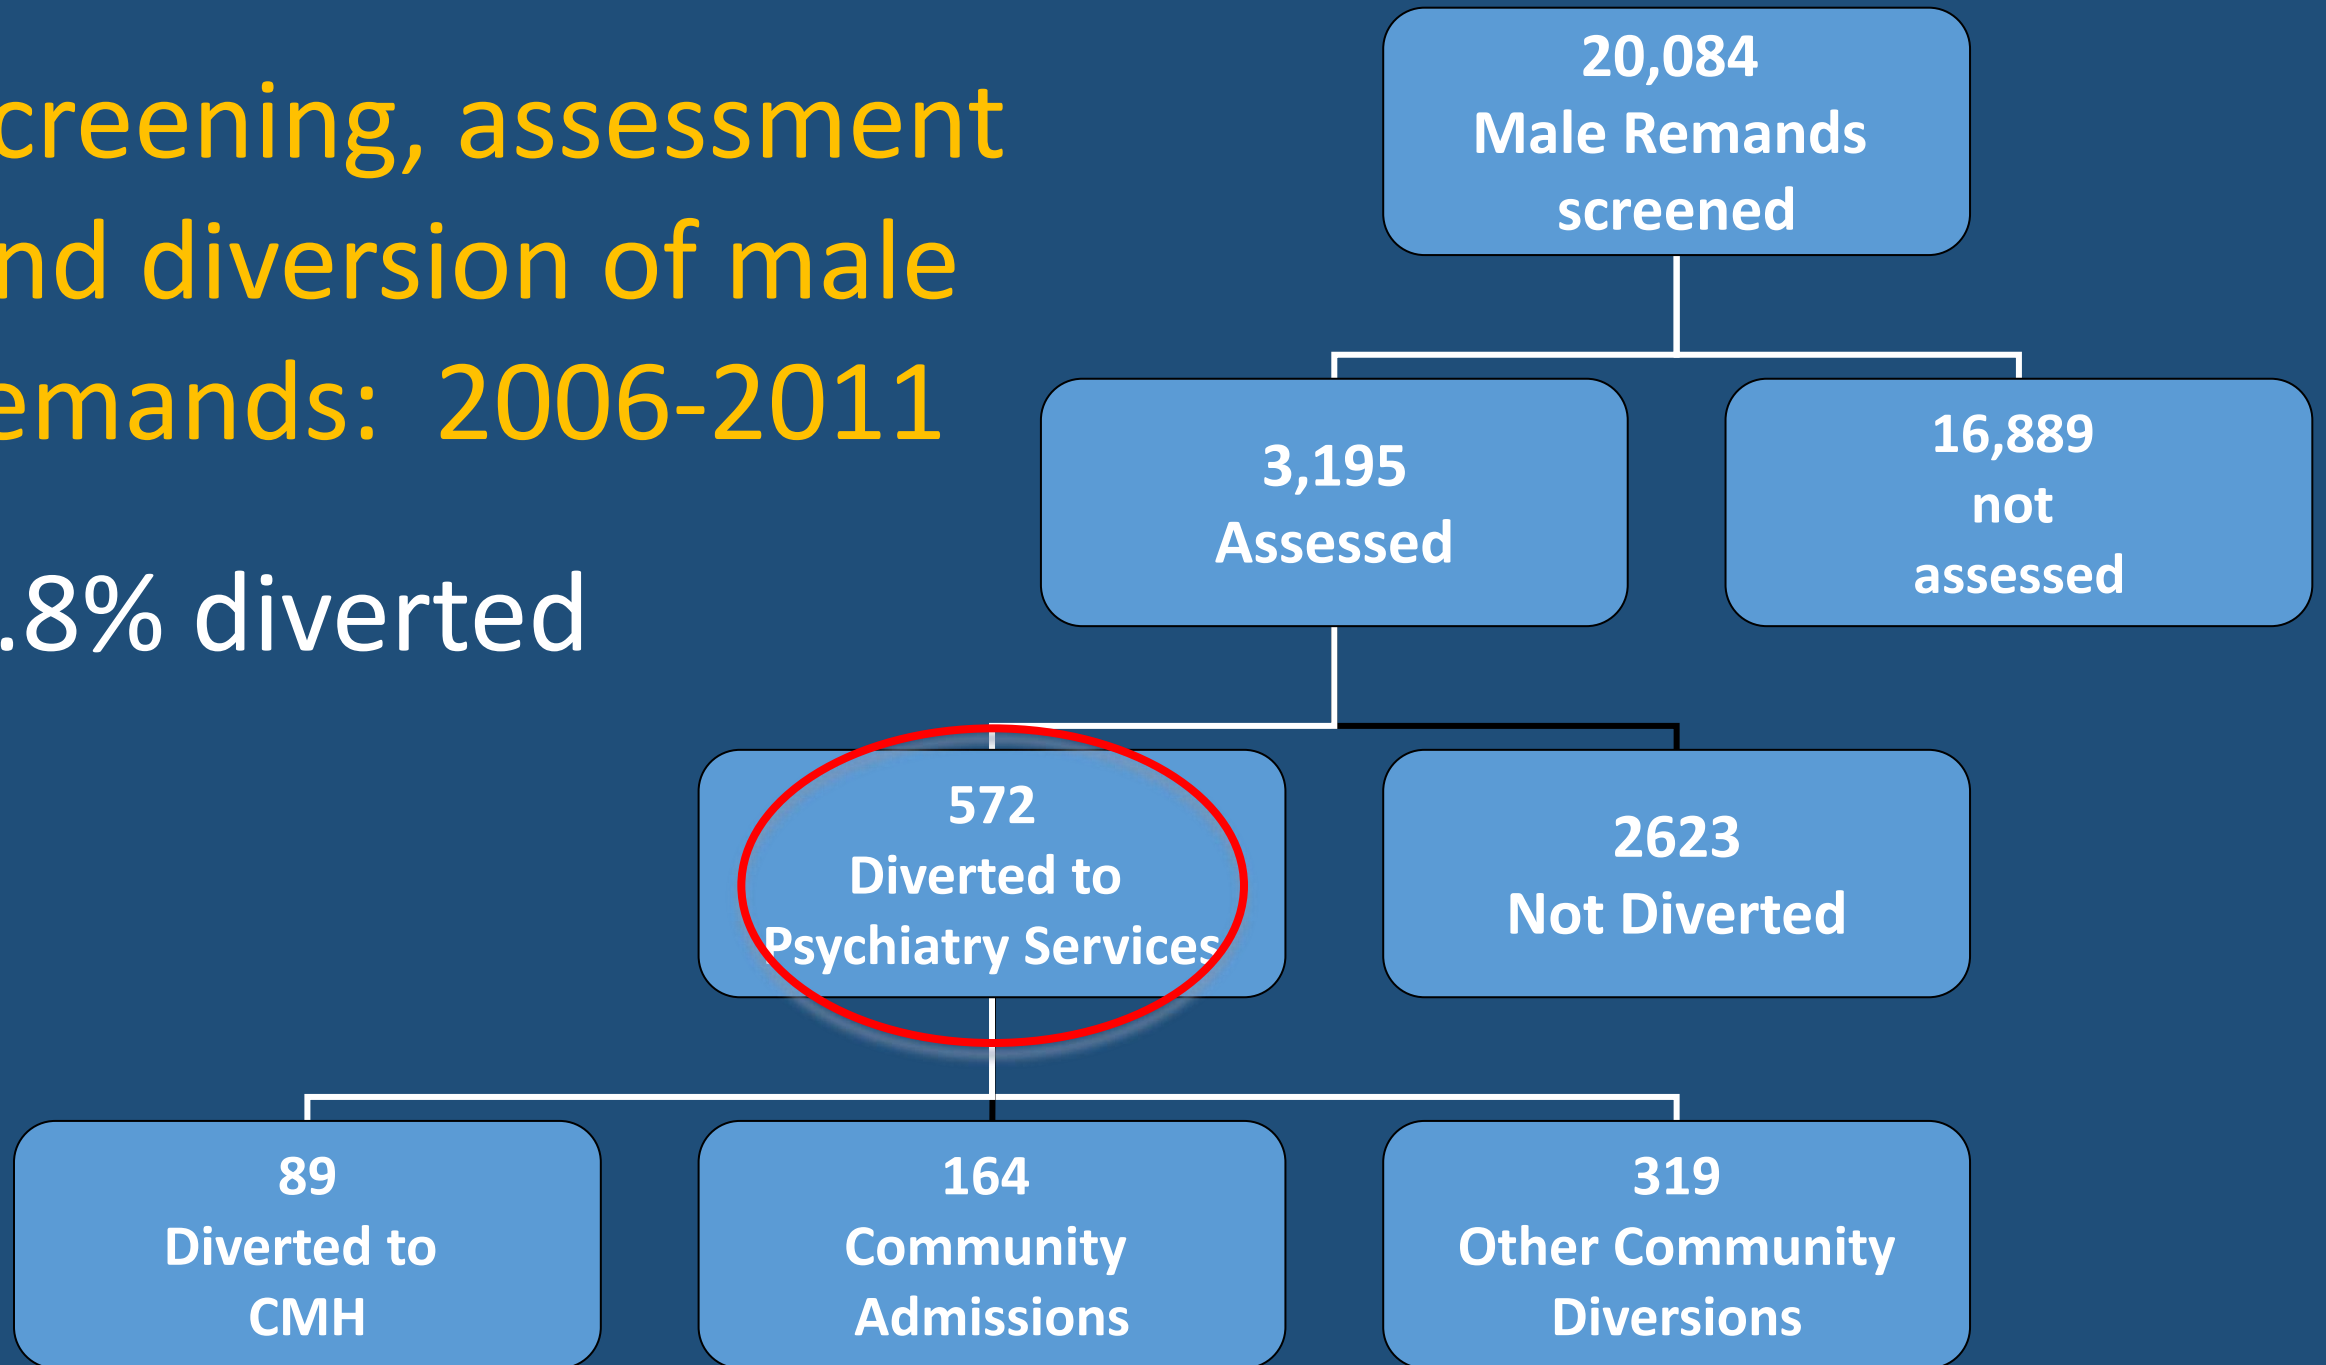 creening, assessment
nd diversion of male
emands: 2006-2011
.8% diverted
20,084
Male Remands
screened
3,195
Assessed
16,889
not
assessed
572
Diverted to
Psychiatry Services
2623
Not Diverted
89
Diverted to
CMH
164
Community
Admissions
319
Other Community
Diversions